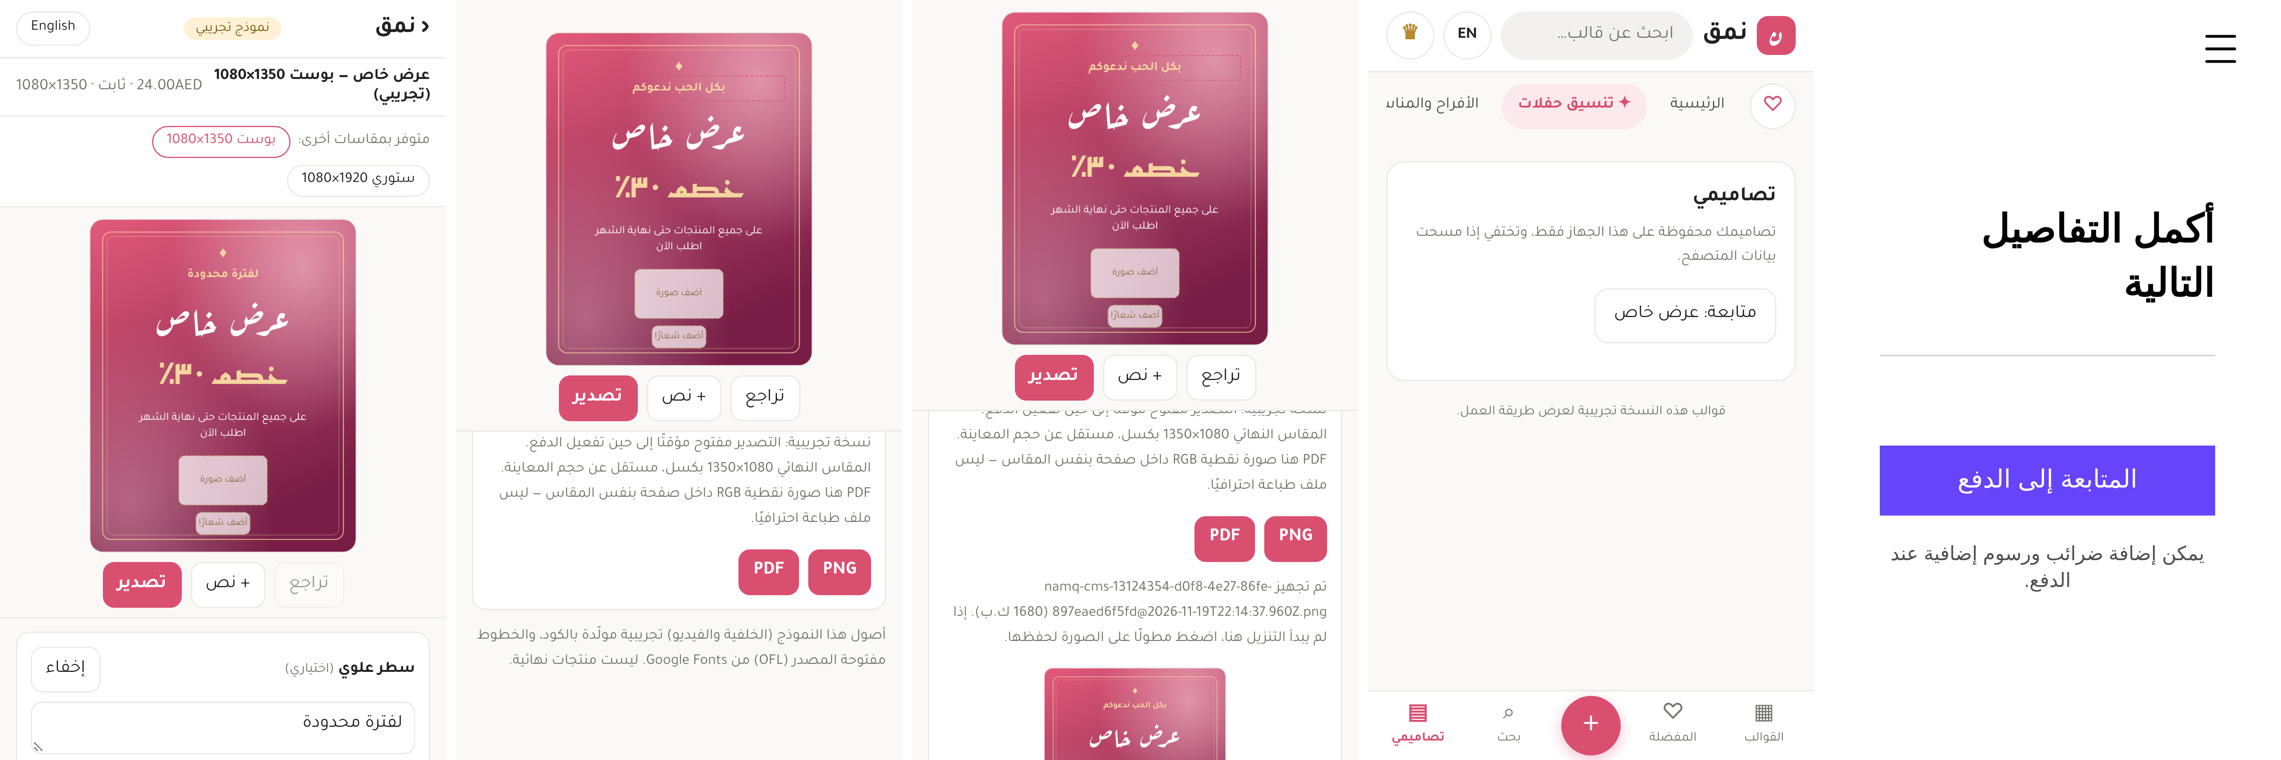 ‹ نمق
نموذج تجريبي
English
عرض خاص — بوست 1080×1350 (تجريبي)
24.00AED · ثابت · 1080×1350
متوفر بمقاسات أخرى:
بوست 1080×1350
ستوري 1080×1920
لفترة محدودة
عرض خاص
خصم ٣٠٪
على جميع المنتجات حتى نهاية الشهر
اطلب الآن
أضف صورة
أضف شعارًا
تراجع
+ نص
تصدير
سطر علوي (اختياري)
إخفاء
لفترة محدودة
بكل الحب ندعوكم
عرض خاص
خصم ٣٠٪
على جميع المنتجات حتى نهاية الشهر
اطلب الآن
أضف صورة
أضف شعارًا
تراجع
+ نص
تصدير
نسخة تجريبية: التصدير مفتوح مؤقتًا إلى حين تفعيل الدفع.
المقاس النهائي 1080×1350 بكسل، مستقل عن حجم المعاينة.
PDF هنا صورة نقطية RGB داخل صفحة بنفس المقاس — ليس
ملف طباعة احترافيًا.
PNG
PDF
أصول هذا النموذج (الخلفية والفيديو) تجريبية مولّدة بالكود، والخطوط
مفتوحة المصدر (OFL) من Google Fonts. ليست منتجات نهائية.
بكل الحب ندعوكم
عرض خاص
خصم ٣٠٪
على جميع المنتجات حتى نهاية الشهر
اطلب الآن
أضف صورة
أضف شعارًا
تراجع
+ نص
تصدير
نسخة تجريبية: التصدير مفتوح مؤقتًا إلى حين تفعيل الدفع.
المقاس النهائي 1080×1350 بكسل، مستقل عن حجم المعاينة.
PDF هنا صورة نقطية RGB داخل صفحة بنفس المقاس — ليس
ملف طباعة احترافيًا.
PNG
PDF
تم تجهيز namq-cms-13124354-d0f8-4e27-86fe-
897eaed6f5fd@2026-11-19T22:14:37.960Z.png (1680 ك.ب). إذا
لم يبدأ التنزيل هنا، اضغط مطولًا على الصورة لحفظها.
بكل الحب ندعوكم
عرض خاص
ن
نمق
ابحث عن قالب...
EN
الرئيسية
تنسيق حفلات
الأفراح والمناس
تصاميمي
تصاميمك محفوظة على هذا الجهاز فقط، وتختفي إذا مسحت
بيانات المتصفح.
متابعة: عرض خاص
قوالب هذه النسخة تجريبية لعرض طريقة العمل.
القوالب
المفضلة
+
بحث
تصاميمي
أكمل التفاصيل
التالية
المتابعة إلى الدفع
يمكن إضافة ضرائب ورسوم إضافية عند
الدفع.